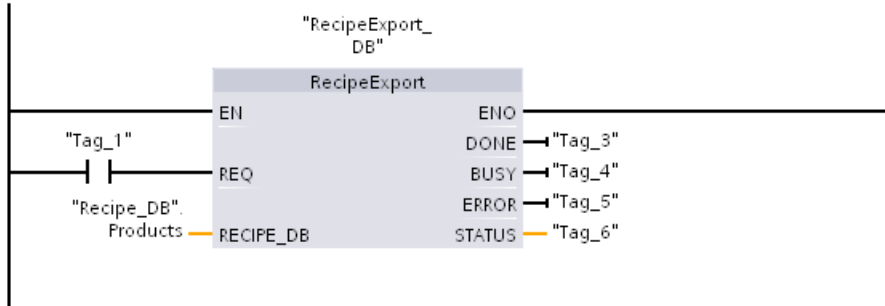 "RecipeExport_
DB"
RecipeExport
EN ENO
"Tag_1" DONE "Tag_3"
REQ BUSY "Tag_4"
"Recipe_DB". ERROR "Tag_5"
Products RECIPE_DB STATUS "Tag_6"